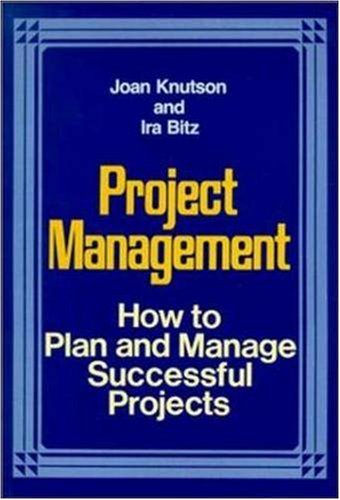 Joan Knutson
and
Ira Bitz
Project
Management
How to
Plan and Manage
Successful
Projects